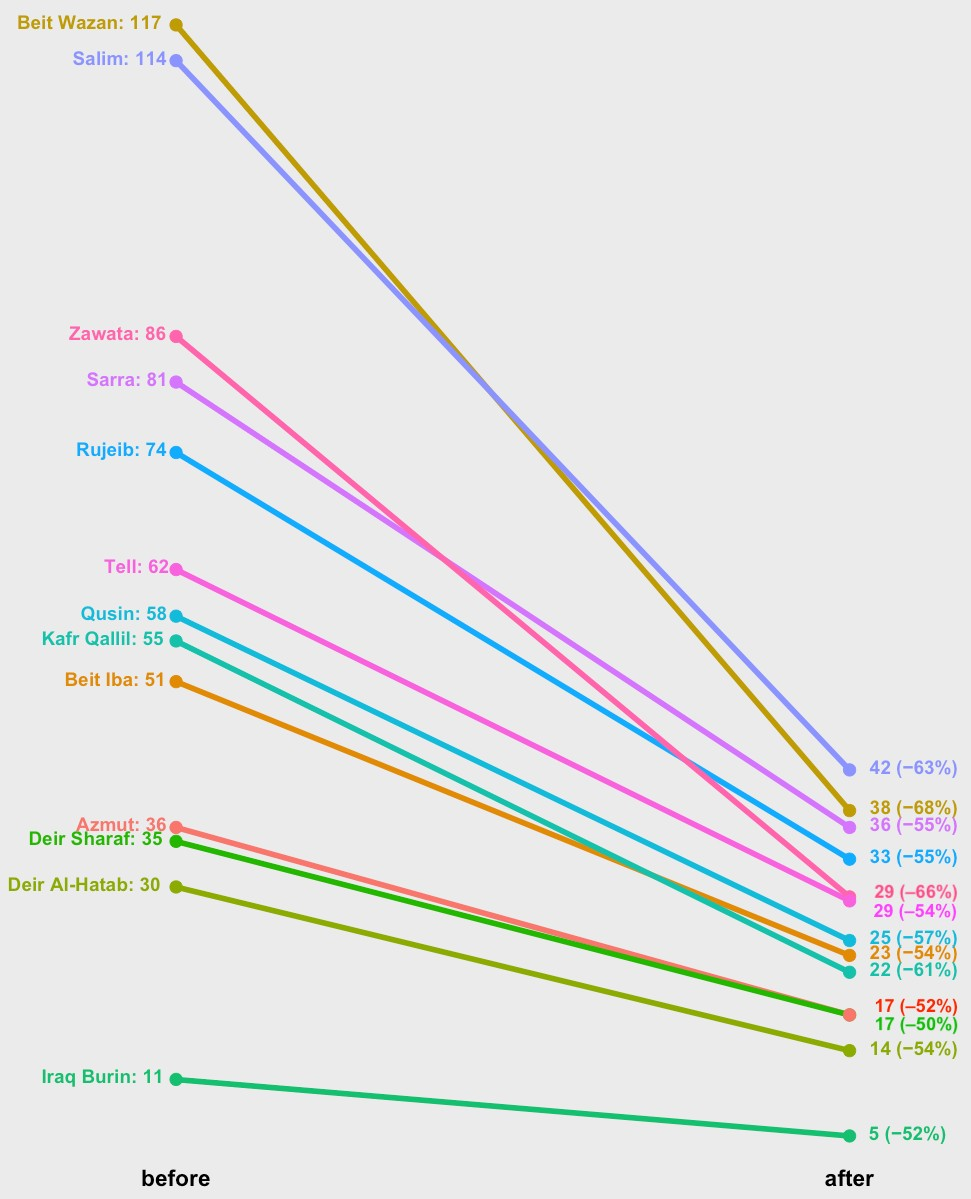 Beit Wazan: 117
Salim: 114
Zawata: 86
Sarra: 81
Rujeib: 74
Tell: 62
Qusin: 58
Kafr Qallil: 55
Beit Iba: 51
Azmut: 36
Deir Sharaf: 35
Deir Al-Hatab: 30
Iraq Burin: 11
42 (−63%)
38 (−68%)
36 (−55%)
33 (−55%)
29 (–66%)
29 (–54%)
25 (−57%)
23 (−54%)
22 (−61%)
17 (–52%)
17 (–50%)
14 (−54%)
5 (−52%)
before
after